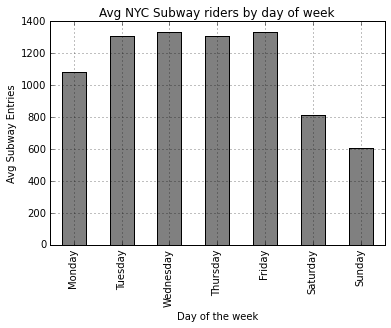 Avg NYC Subway riders by day of week
Avg Subway Entries
1400
1200
1000
800
600
400
200
0
Monday
Tuesday
Wednesday
Thursday
Friday
Saturday
Sunday
Day of the week